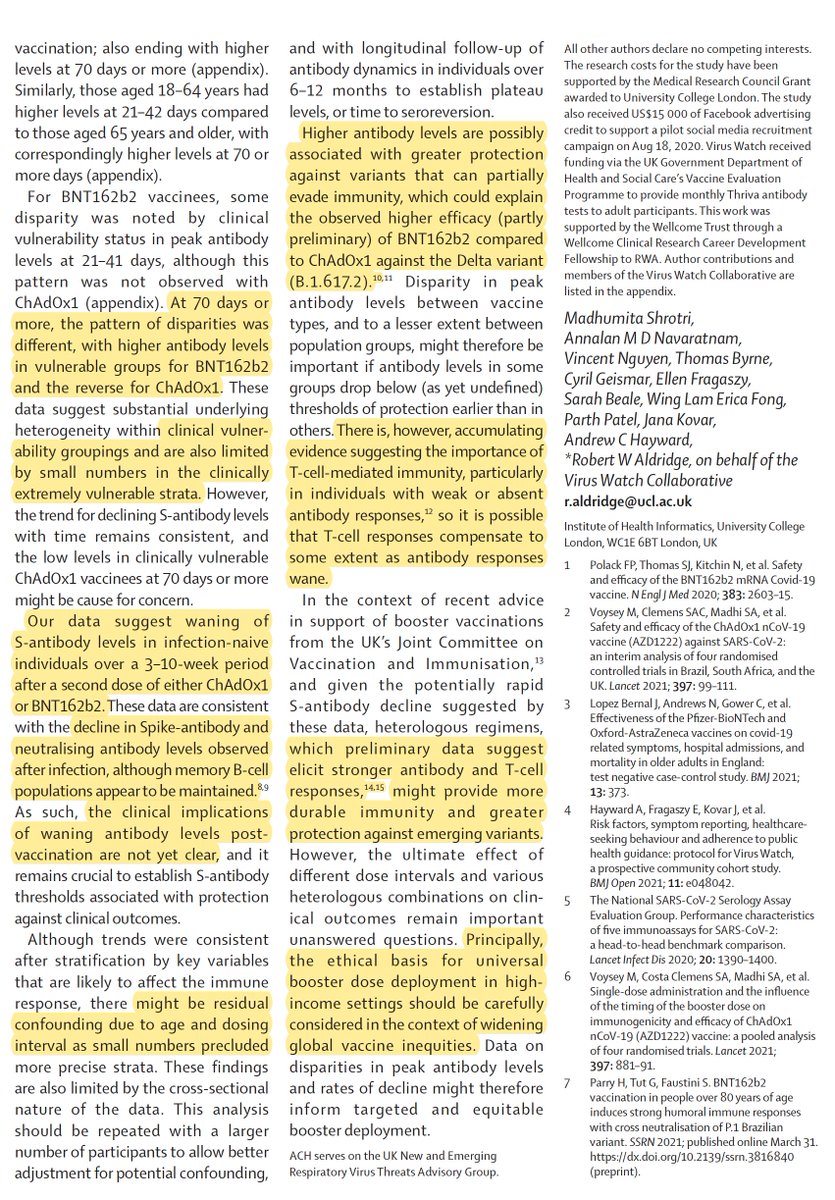 vaccination; also ending with higher
levels at 70 days or more (appendix).
Similarly, those aged 18–64 years had
higher levels at 21–42 days compared
to those aged 65 years and older, with
correspondingly higher levels at 70 or
more days (appendix).
For BNT162b2 vaccinees, some
disparity was noted by clinical
vulnerability status in peak antibody
levels at 21–41 days, although this
pattern was not observed with
ChAdOx1 (appendix). At 70 days or
more, the pattern of disparities was
different, with higher antibody levels
in vulnerable groups for BNT162b2
and the reverse for ChAdOx1. These
data suggest substantial underlying
heterogeneity within clinical vulner-
ability groupings and are also limited
by small numbers in the clinically
extremely vulnerable strata. However,
the trend for declining S-antibody levels
with time remains consistent, and
the low levels in clinically vulnerable
ChAdOx1 vaccinees at 70 days or more
might be cause for concern.
Our data suggest waning of
S-antibody levels in infection-naive
individuals over a 3–10-week period
after a second dose of either ChAdOx1
or BNT162b2. These data are consistent
with the decline in Spike-antibody and
neutralising antibody levels observed
after infection, although memory B-cell
populations appear to be maintained.8,9
As such, the clinical implications
of waning antibody levels post-
vaccination are not yet clear, and it
remains crucial to establish S-antibody
thresholds associated with protection
against clinical outcomes.
Although trends were consistent
after stratification by key variables
that are likely to affect the immune
response, there might be residual
confounding due to age and dosing
interval as small numbers precluded
more precise strata. These findings
are also limited by the cross-sectional
nature of the data. This analysis
should be repeated with a larger
number of participants to allow better
adjustment for potential confounding,
and with longitudinal follow-up of
antibody dynamics in individuals over
6–12 months to establish plateau
levels, or time to seroreversion.
Higher antibody levels are possibly
associated with greater protection
against variants that can partially
evade immunity, which could explain
the observed higher efficacy (partly
preliminary) of BNT162b2 compared
to ChAdOx1 against the Delta variant
(B.1.617.2).10,11 Disparity in peak
antibody levels between vaccine
types, and to a lesser extent between
population groups, might therefore be
important if antibody levels in some
groups drop below (as yet undefined)
thresholds of protection earlier than in
others. There is, however, accumulating
evidence suggesting the importance of
T-cell-mediated immunity, particularly
in individuals with weak or absent
antibody responses,12 so it is possible
that T-cell responses compensate to
some extent as antibody responses
wane.
In the context of recent advice
in support of booster vaccinations
from the UK's Joint Committee on
Vaccination and Immunisation,13
and given the potentially rapid
S-antibody decline suggested by
these data, heterologous regimens,
which preliminary data suggest
elicit stronger antibody and T-cell
responses,14,15 might provide more
durable immunity and greater
protection against emerging variants.
However, the ultimate effect of
different dose intervals and various
heterologous combinations on clin-
ical outcomes remain important
unanswered questions. Principally,
the ethical basis for universal
booster dose deployment in high-
income settings should be carefully
considered in the context of widening
global vaccine inequities. Data on
disparities in peak antibody levels
and rates of decline might therefore
inform targeted and equitable
booster deployment.
ACH serves on the UK New and Emerging
Respiratory Virus Threats Advisory Group.
All other authors declare no competing interests.
The research costs for the study have been
supported by the Medical Research Council Grant
awarded to University College London. The study
also received US$15 000 of Facebook advertising
credit to support a pilot social media recruitment
campaign on Aug 18, 2020. Virus Watch received
funding via the UK Government Department of
Health and Social Care's Vaccine Evaluation
Programme to provide monthly Thriva antibody
tests to adult participants. This work was
supported by the Wellcome Trust through a
Wellcome Clinical Research Career Development
Fellowship to RWA. Author contributions and
members of the Virus Watch Collaborative are
listed in the appendix.
Madhumita Shrotri,
Annalan M D Navaratnam,
Vincent Nguyen, Thomas Byrne,
Cyril Geismar, Ellen Fragaszy,
Sarah Beale, Wing Lam Erica Fong,
Parth Patel, Jana Kovar,
Andrew C Hayward,
*Robert W Aldridge, on behalf of the
Virus Watch Collaborative
r.aldridge@ucl.ac.uk
Institute of Health Informatics, University College
London, WC1E 6BT London, UK
1 Polack FP, Thomas SJ, Kitchin N, et al. Safety
and efficacy of the BNT162b2 mRNA Covid-19
vaccine. N Engl J Med 2020; 383: 2603–15.
2 Voysey M, Clemens SAC, Madhi SA, et al.
Safety and efficacy of the ChAdOx1 nCoV-19
vaccine (AZD1222) against SARS-CoV-2:
an interim analysis of four randomised
controlled trials in Brazil, South Africa, and the
UK. Lancet 2021; 397: 99–111.
3 Lopez Bernal J, Andrews N, Gower C, et al.
Effectiveness of the Pfizer-BioNTech and
Oxford-AstraZeneca vaccines on covid-19
related symptoms, hospital admissions, and
mortality in older adults in England:
test negative case-control study. BMJ 2021;
13: 373.
4 Hayward A, Fragaszy E, Kovar J, et al.
Risk factors, symptom reporting, healthcare-
seeking behaviour and adherence to public
health guidance: protocol for Virus Watch,
a prospective community cohort study.
BMJ Open 2021; 11: e048042.
5 The National SARS-CoV-2 Serology Assay
Evaluation Group. Performance characteristics
of five immunoassays for SARS-CoV-2:
a head-to-head benchmark comparison.
Lancet Infect Dis 2020; 20: 1390–1400.
6 Voysey M, Costa Clemens SA, Madhi SA, et al.
Single-dose administration and the influence
of the timing of the booster dose on
immunogenicity and efficacy of ChAdOx1
nCoV-19 (AZD1222) vaccine: a pooled analysis
of four randomised trials. Lancet 2021;
397: 881–91.
7 Parry H, Tut G, Faustini S. BNT162b2
vaccination in people over 80 years of age
induces strong humoral immune responses
with cross neutralisation of P.1 Brazilian
variant. SSRN 2021; published online March 31.
https://dx.doi.org/10.2139/ssrn.3816840
(preprint).